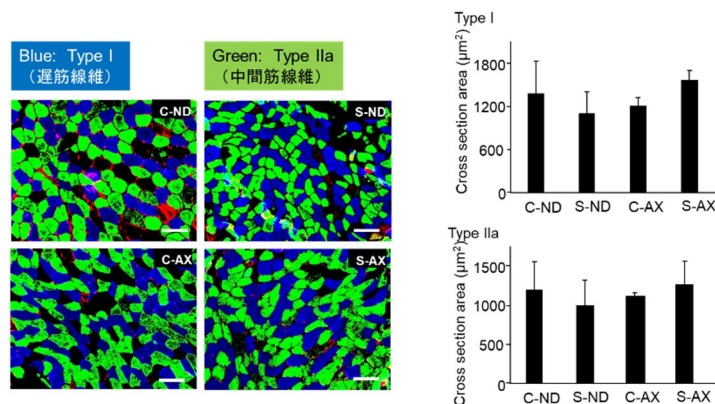 Blue: Type I
（遅筋線維）
Green: Type IIa
（中間筋線維）
C-ND
S-ND
C-AX
S-AX
Type I
Cross section area (μm²)
1800
1200
600
0
C-ND
S-ND
C-AX
S-AX
Type IIa
Cross section area (μm²)
1500
1000
500
0
C-ND
S-ND
C-AX
S-AX